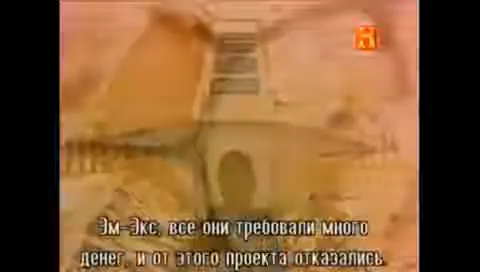 Эм-Экс, все они требовали много
денег, и от этого проекта отказались.